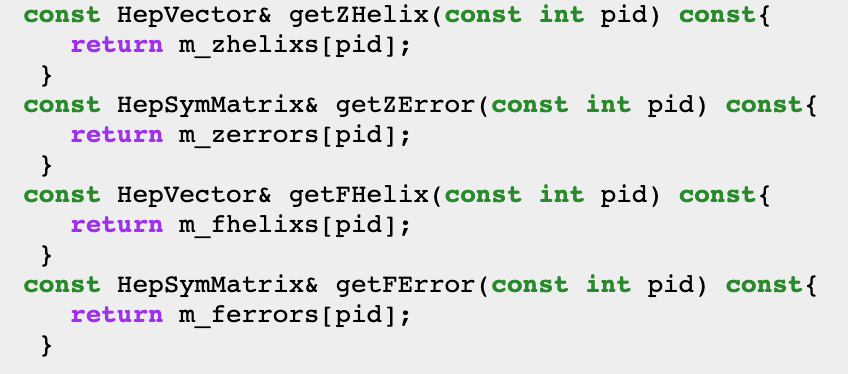 const HepVector& getZHelix(const int pid) const{
   return m_zhelixs[pid];
 }
const HepSymMatrix& getZError(const int pid) const{
   return m_zerrors[pid];
 }
const HepVector& getFHelix(const int pid) const{
   return m_fhelixs[pid];
 }
const HepSymMatrix& getFError(const int pid) const{
   return m_ferrors[pid];
 }